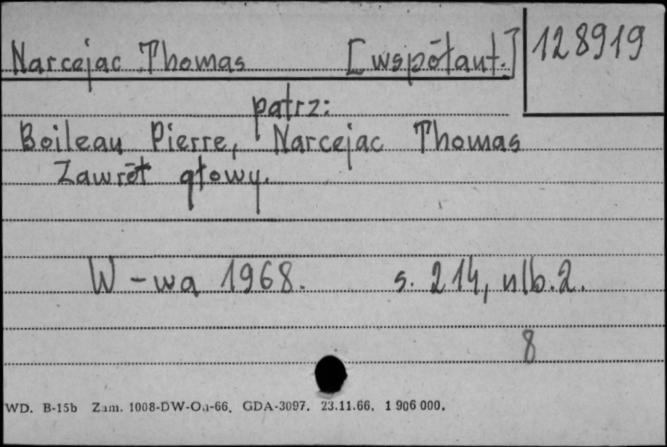 Narcejac Thomas [współaut.]
128919
patrz:
Boileau Pierre, Narcejac Thomas
Zawrót głowy.
W-wa 1968. s. 214, nlb. 2.
8
WD. B-15b Zam. 1008-DW-Oa-66. GDA-3097. 23.11.66. 1 906 000.